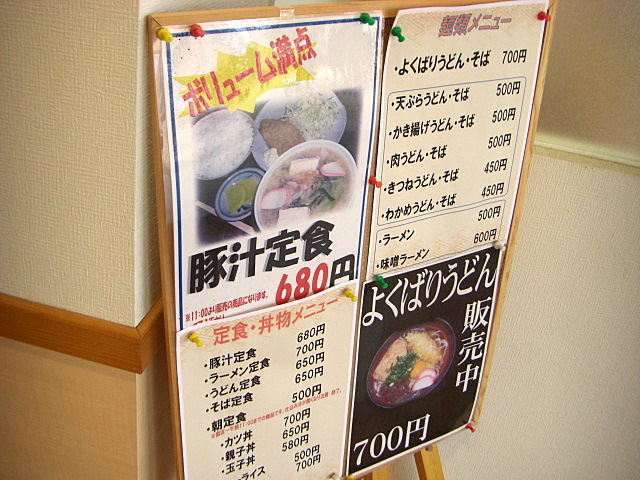 ボリューム満点
豚汁定食
680円
※11:00より販売の商品になります。
定食・丼物メニュー
・豚汁定食 680円
・ラーメン定食 700円
・うどん定食 650円
・そば定食 650円
・朝定食 500円
・カツ丼 700円
・親子丼 650円
・玉子丼 580円
ライス 500円
700円
麺類メニュー
・よくばりうどん・そば 700円
・天ぷらうどん・そば 500円
・かき揚げうどん・そば 500円
・肉うどん・そば 500円
・きつねうどん・そば 450円
・わかめうどん・そば 450円
・ラーメン 500円
・味噌ラーメン 600円
よくばりうどん
販売中
700円